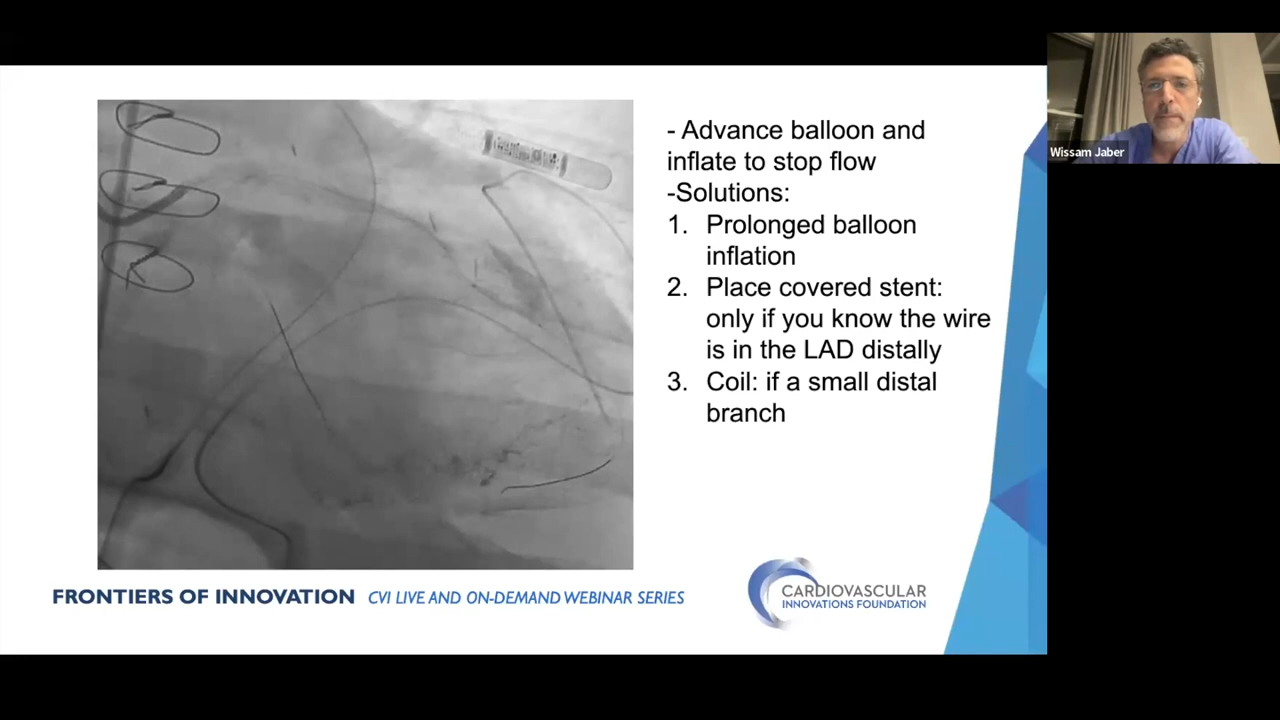 - Advance balloon and
inflate to stop flow
-Solutions:
1. Prolonged balloon
inflation
2. Place covered stent:
only if you know the wire
is in the LAD distally
3. Coil: if a small distal
branch
Wissam Jaber
FRONTIERS OF INNOVATION CVI LIVE AND ON-DEMAND WEBINAR SERIES
CARDIOVASCULAR
INNOVATIONS FOUNDATION